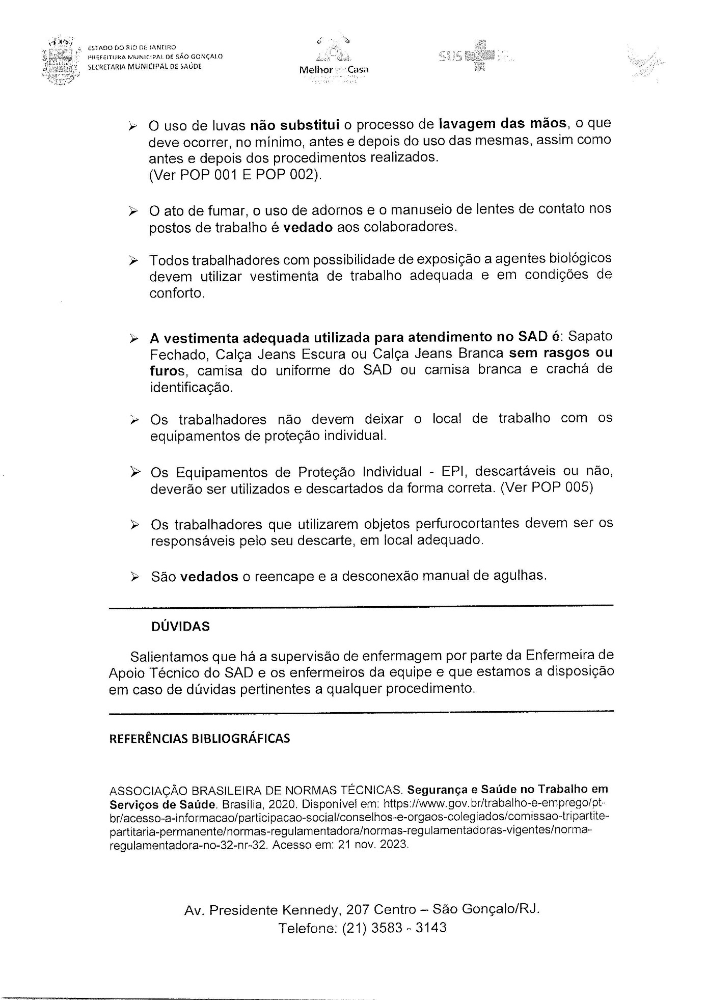 ESTADO DO RIO DE JANEIRO
PREFEITURA MUNICIPAL DE SÃO GONÇALO
SECRETARIA MUNICIPAL DE SAÚDE
Melhor em Casa
SUS
➢ O uso de luvas não substitui o processo de lavagem das mãos, o que
deve ocorrer, no mínimo, antes e depois do uso das mesmas, assim como
antes e depois dos procedimentos realizados.
(Ver POP 001 E POP 002).
➢ O ato de fumar, o uso de adornos e o manuseio de lentes de contato nos
postos de trabalho é vedado aos colaboradores.
➢ Todos trabalhadores com possibilidade de exposição a agentes biológicos
devem utilizar vestimenta de trabalho adequada e em condições de
conforto.
➢ A vestimenta adequada utilizada para atendimento no SAD é: Sapato
Fechado, Calça Jeans Escura ou Calça Jeans Branca sem rasgos ou
furos, camisa do uniforme do SAD ou camisa branca e crachá de
identificação.
➢ Os trabalhadores não devem deixar o local de trabalho com os
equipamentos de proteção individual.
➢ Os Equipamentos de Proteção Individual - EPI, descartáveis ou não,
deverão ser utilizados e descartados da forma correta. (Ver POP 005)
➢ Os trabalhadores que utilizarem objetos perfurocortantes devem ser os
responsáveis pelo seu descarte, em local adequado.
➢ São vedados o reencape e a desconexão manual de agulhas.
DÚVIDAS
Salientamos que há a supervisão de enfermagem por parte da Enfermeira de
Apoio Técnico do SAD e os enfermeiros da equipe e que estamos a disposição
em caso de dúvidas pertinentes a qualquer procedimento.
REFERÊNCIAS BIBLIOGRÁFICAS
ASSOCIAÇÃO BRASILEIRA DE NORMAS TÉCNICAS. Segurança e Saúde no Trabalho em
Serviços de Saúde. Brasília, 2020. Disponível em: https://www.gov.br/trabalho-e-emprego/pt-
br/acesso-a-informacao/participacao-social/conselhos-e-orgaos-colegiados/comissao-tripartite-
partitaria-permanente/normas-regulamentadora/normas-regulamentadoras-vigentes/norma-
regulamentadora-no-32-nr-32. Acesso em: 21 nov. 2023.
Av. Presidente Kennedy, 207 Centro – São Gonçalo/RJ.
Telefone: (21) 3583 - 3143